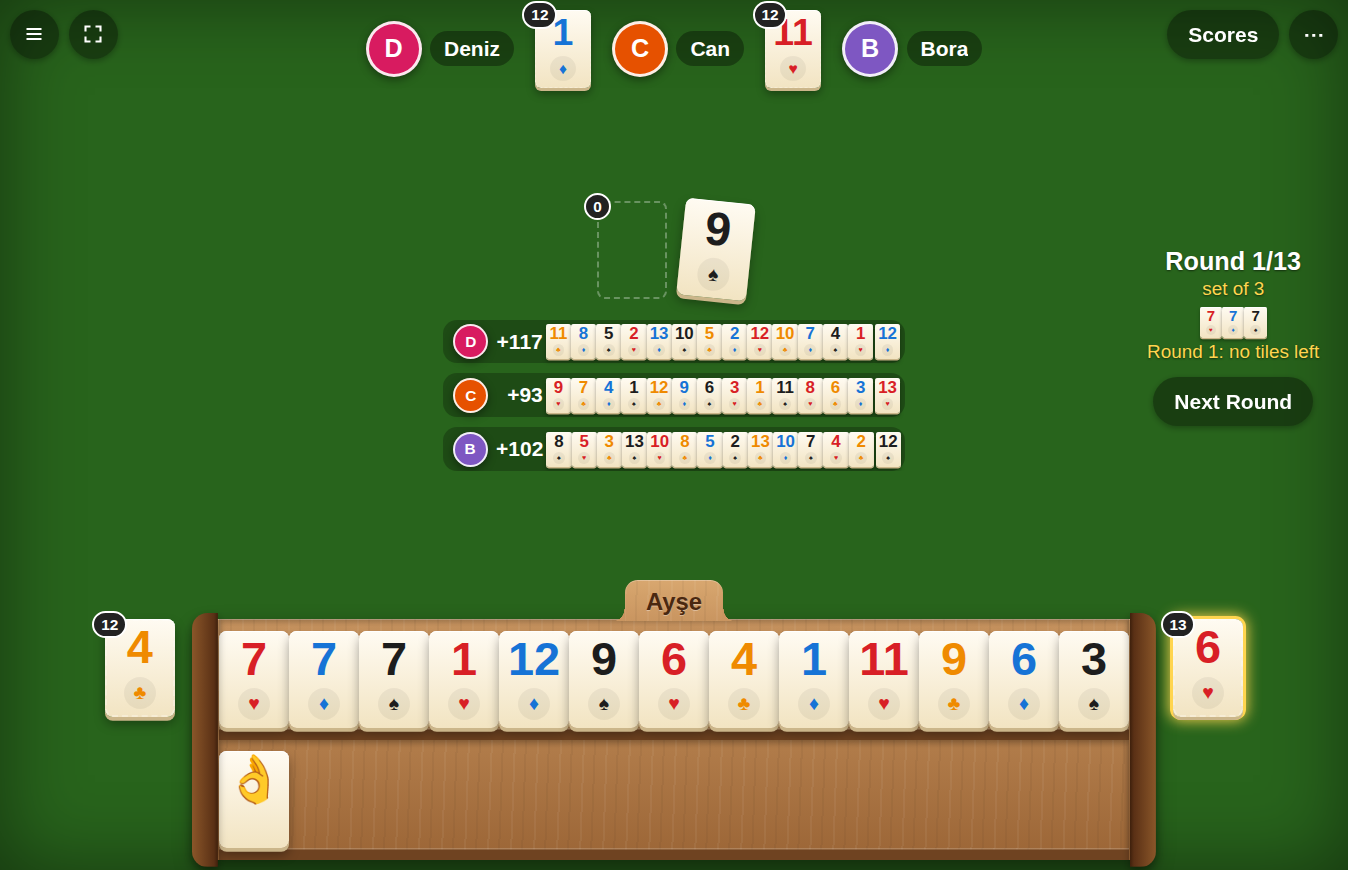 D Deniz 12 1 C Can 12 11 B Bora
Scores
0 9
Round 1/13
set of 3
7 7 7
Round 1: no tiles left
Next Round
D +117 11 8 5 2 13 10 5 2 12 10 7 4 1 12
C +93 9 7 4 1 12 9 6 3 1 11 8 6 3 13
B +102 8 5 3 13 10 8 5 2 13 10 7 4 2 12
Ayşe
12 4
7 7 7 1 12 9 6 4 1 11 9 6 3
13 6